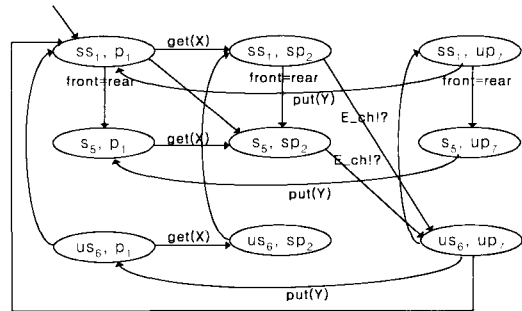 ss₁, p₁
get(X)
ss₁, sp₂
ss₁, up₇
front=rear
front=rear
front=rear
put(Y)
E_ch!?
s₅, p₁
get(X)
s₅, sp₂
s₅, up₇
E_ch!?
put(Y)
us₆, p₁
get(X)
us₆, sp₂
us₆, up₇
put(Y)